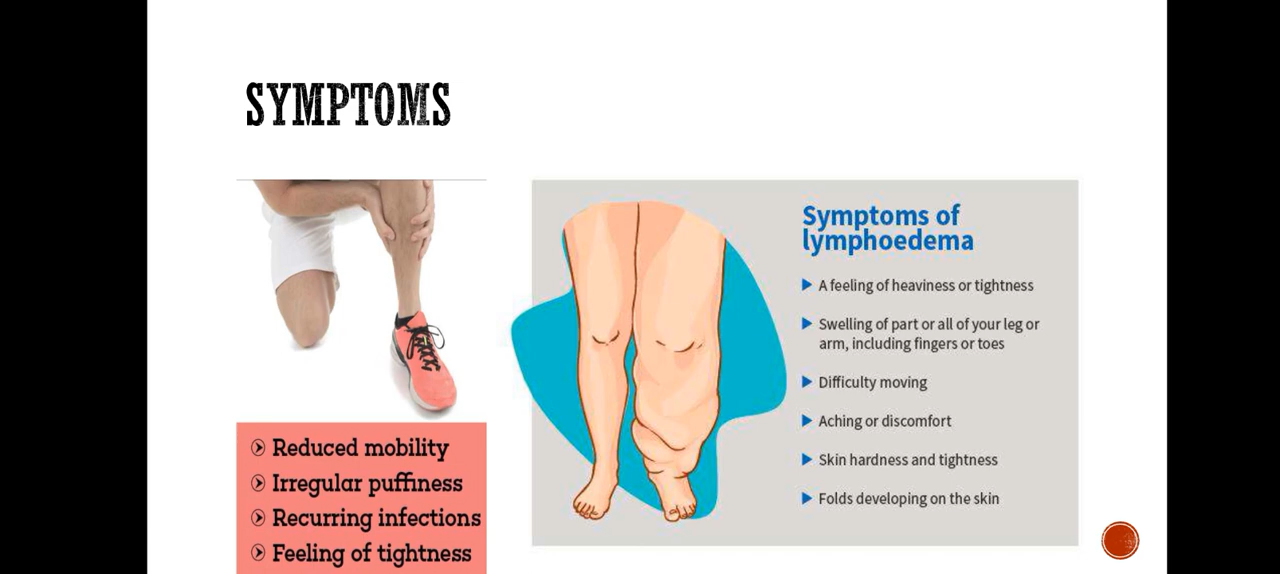 SYMPTOMS
Reduced mobility
Irregular puffiness
Recurring infections
Feeling of tightness
Symptoms of
lymphoedema
A feeling of heaviness or tightness
Swelling of part or all of your leg or
arm, including fingers or toes
Difficulty moving
Aching or discomfort
Skin hardness and tightness
Folds developing on the skin